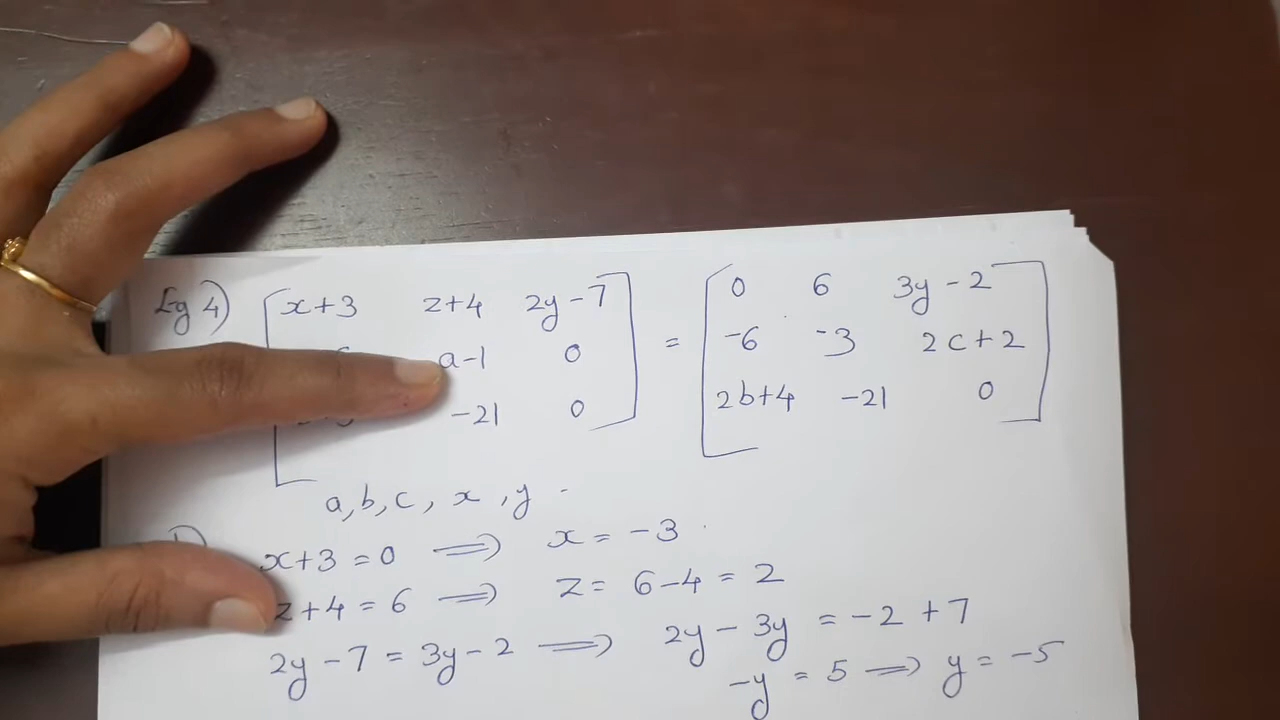 Eg 4) x+3 z+4 2y-7 = 0 6 3y-2
a-1 0 -6 -3 2c+2
-21 0 2b+4 -21 0
a,b,c, x, y
x+3 = 0 ⟹ x = -3
z+4 = 6 ⟹ z = 6-4 = 2
2y-7 = 3y-2 ⟹ 2y-3y = -2+7
-y = 5 ⟹ y = -5